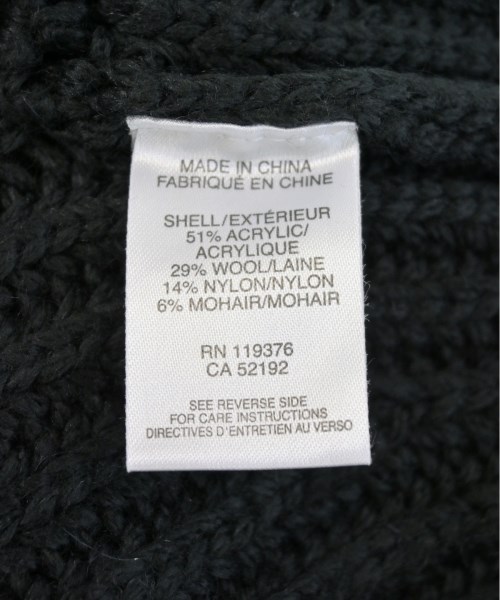 MADE IN CHINA
FABRIQUÉ EN CHINE
SHELL/EXTÉRIEUR
51% ACRYLIC/
ACRYLIQUE
29% WOOL/LAINE
14% NYLON/NYLON
6% MOHAIR/MOHAIR
RN 119376
CA 52192
SEE REVERSE SIDE
FOR CARE INSTRUCTIONS
DIRECTIVES D'ENTRETIEN AU VERSO